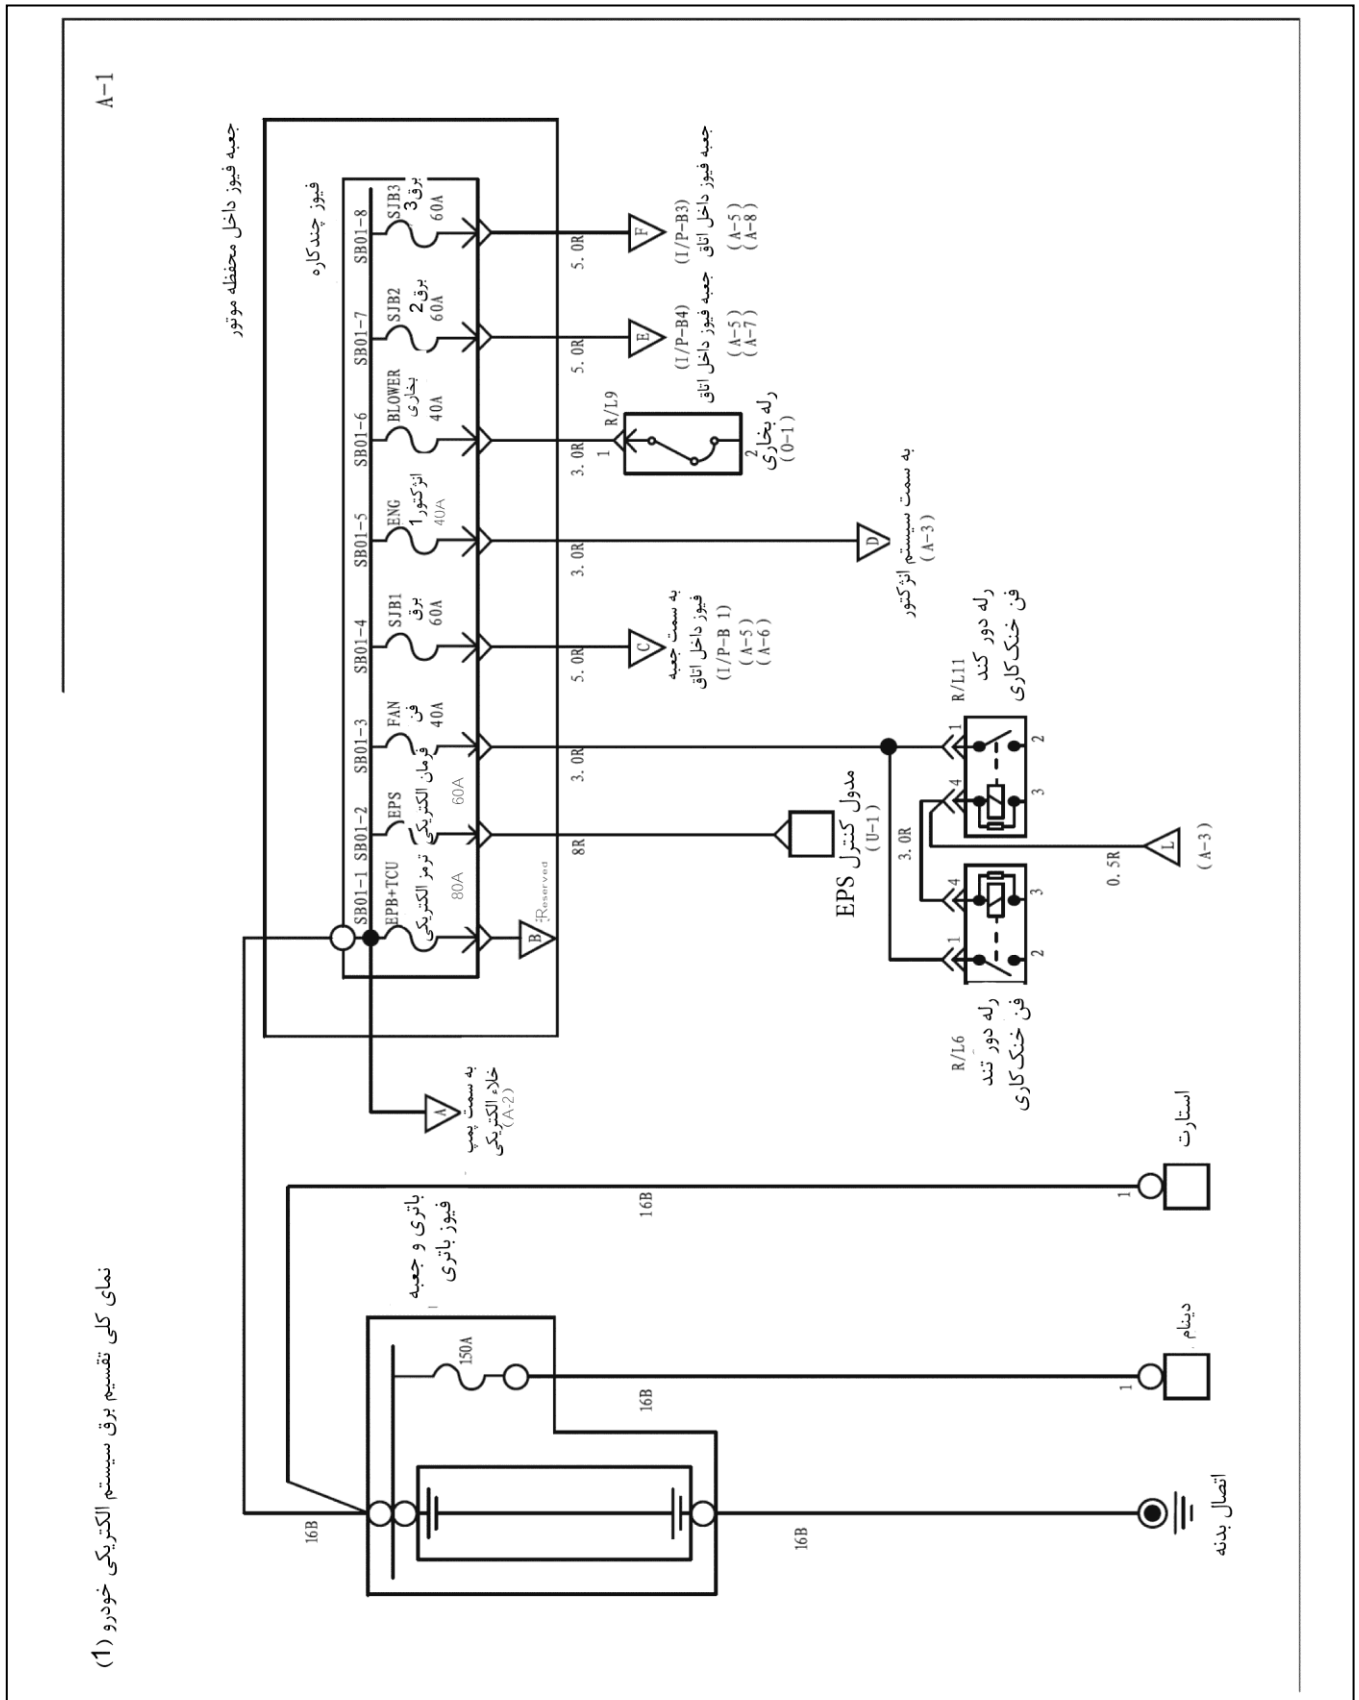 نمای کلی تقسیم برق سیستم الکتریکی خودرو (1)
A-1
جعبه فیوز داخل محفظه موتور
فیوز چندکاره
SB01-1
SB01-2
SB01-3
SB01-4
SB01-5
SB01-6
SB01-7
SB01-8
EPB+TCU
ترمز الکتریکی
80A
EPS
فرمان الکتریکی
60A
FAN
فن
40A
SJB1
برق
60A
ENG
انژکتور1
40A
BLOWER
بخاری
40A
SJB2
برق2
60A
SJB3
برق3
60A
B
Reserved
8R
3.0R
5.0R
3.0R
3.0R
5.0R
5.0R
A
به سمت پمپ
خلاء الکتریکی
(A-2)
C
به سمت جعبه
فیوز داخل اتاق
(I/P-B 1)
(A-5)
(A-6)
D
به سمت سیستم انژکتور
(A-3)
R/L9
1
2
رله بخاری
(O-1)
E
(I/P-B4)
جعبه فیوز داخل اتاق
(A-5)
(A-7)
F
(I/P-B3)
جعبه فیوز داخل اتاق
(A-5)
(A-8)
مدول کنترل EPS
(U-1)
3.0R
R/L6
1
4
2
3
رله دور تند
فن خنک‌کاری
R/L11
4
1
3
2
رله دور کند
فن خنک‌کاری
0.5R
L
(A-3)
باتری و جعبه
فیوز باتری
150A
16B
16B
16B
16B
1
استارت
1
دینام
اتصال بدنه